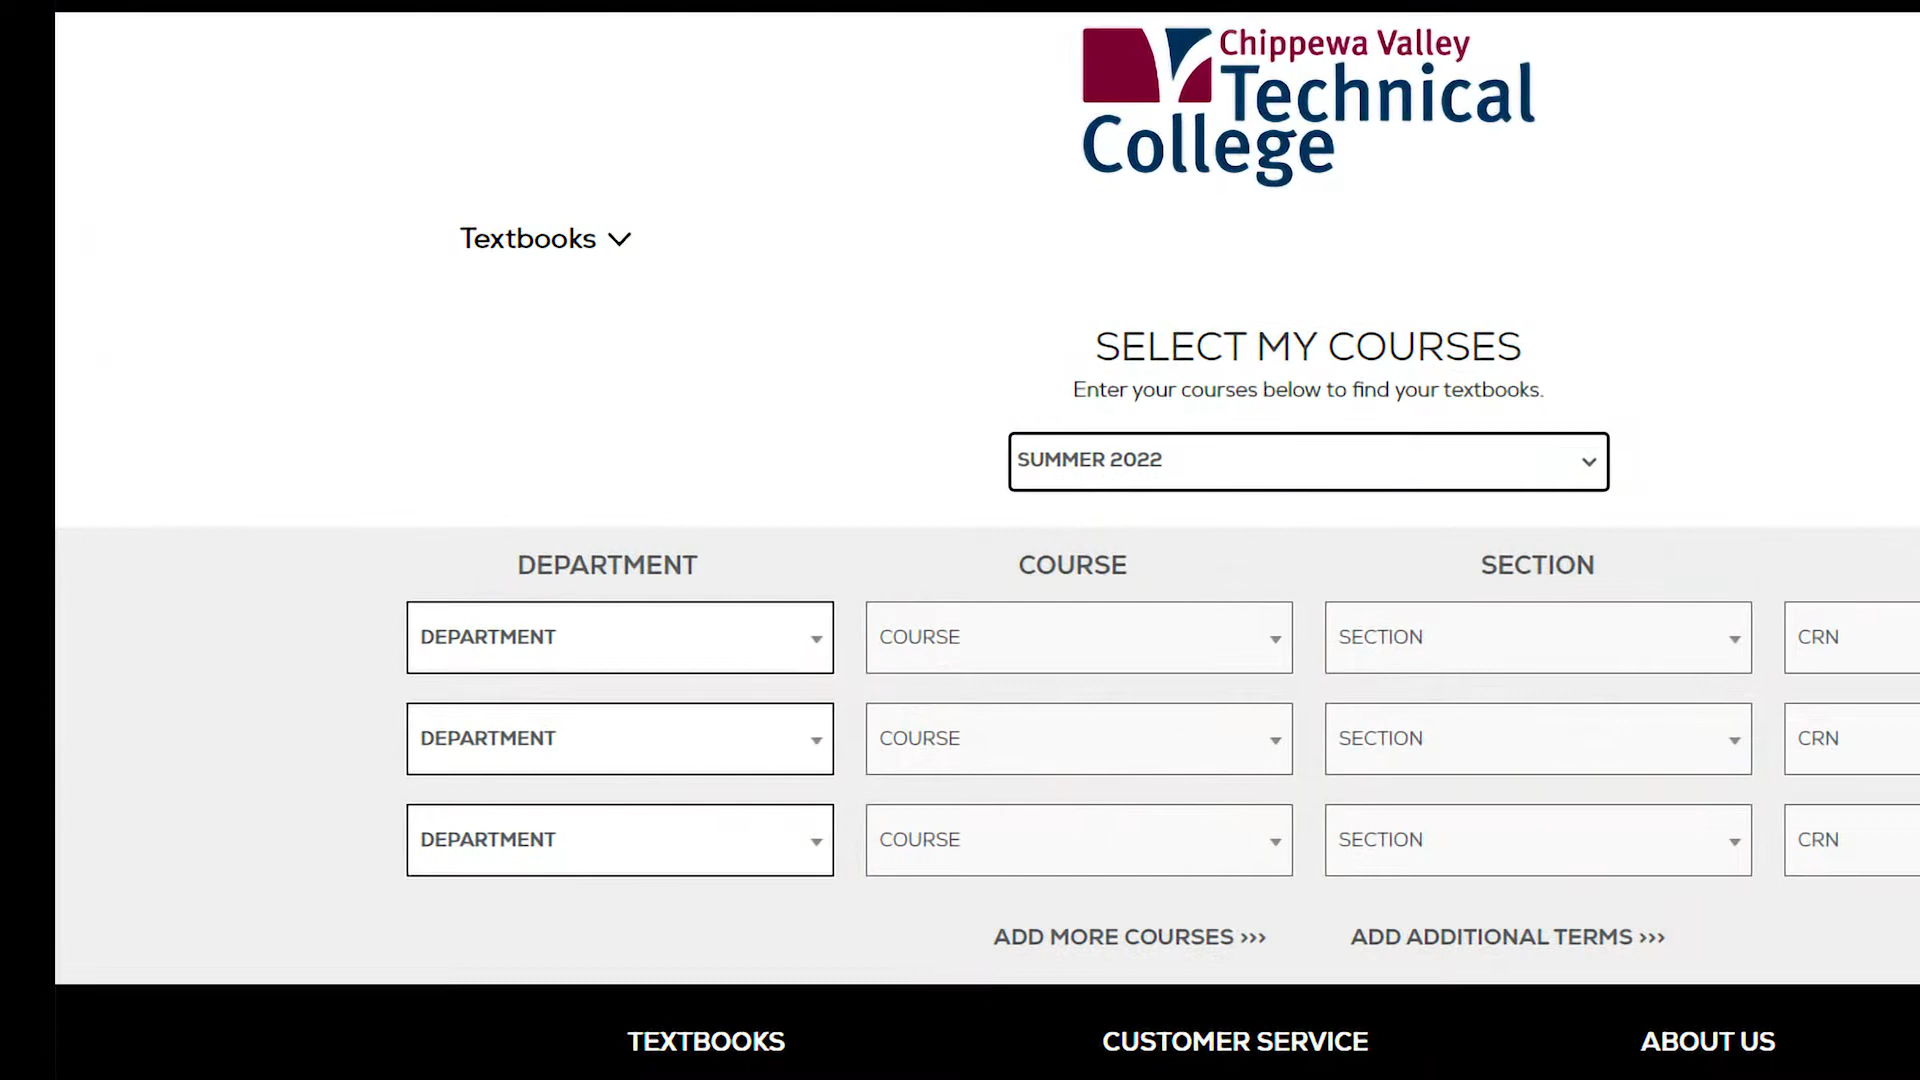 Chippewa Valley
Technical
College
Textbooks
SELECT MY COURSES
Enter your courses below to find your textbooks.
SUMMER 2022
DEPARTMENT COURSE SECTION
DEPARTMENT COURSE SECTION CRN
DEPARTMENT COURSE SECTION CRN
DEPARTMENT COURSE SECTION CRN
ADD MORE COURSES >>> ADD ADDITIONAL TERMS >>>
TEXTBOOKS CUSTOMER SERVICE ABOUT US